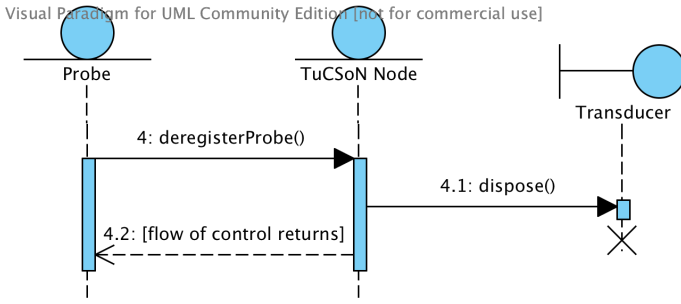 Visual Paradigm for UML Community Edition [not for commercial use]
Probe
TuCSoN Node
Transducer
4: deregisterProbe()
4.1: dispose()
4.2: [flow of control returns]